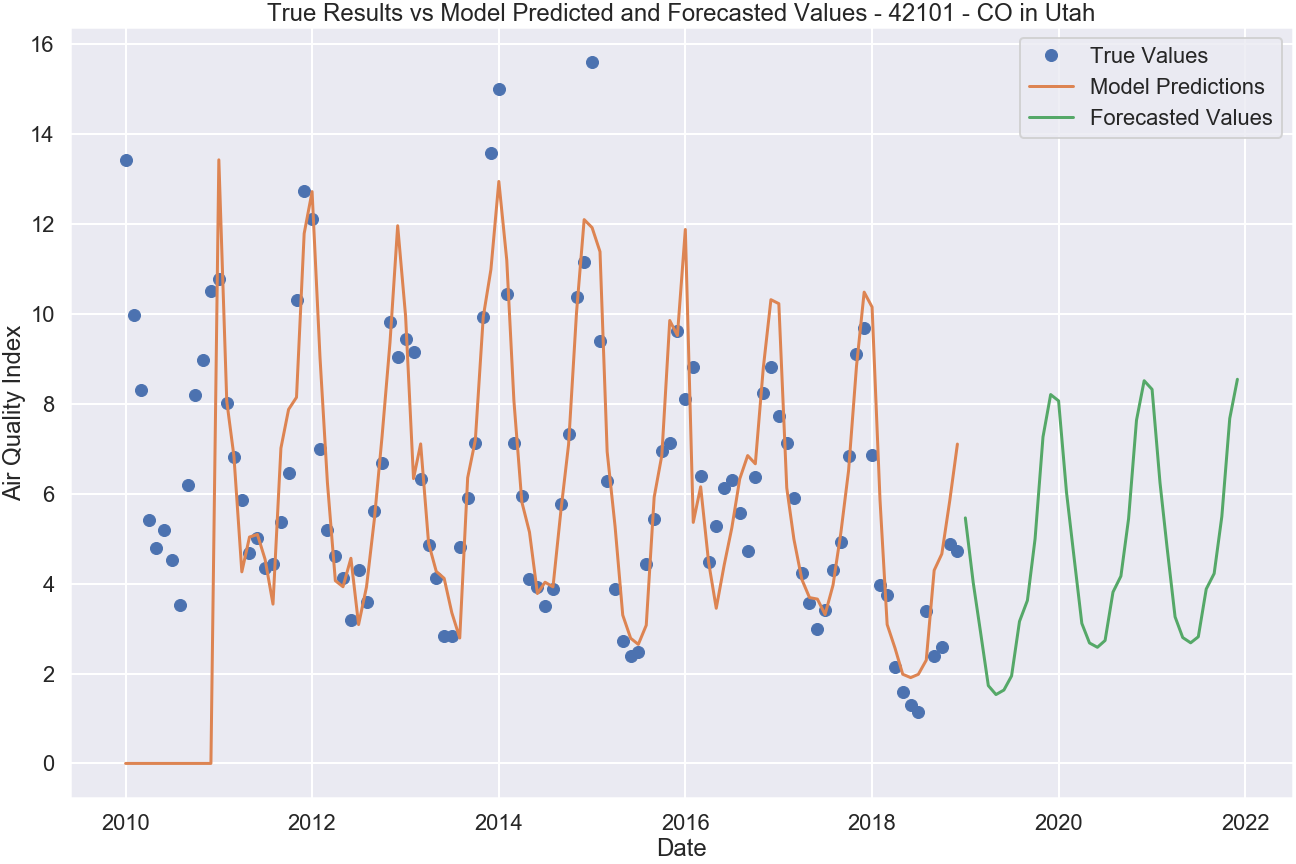 True Results vs Model Predicted and Forecasted Values - 42101 - CO in Utah
True Values
Model Predictions
Forecasted Values
Air Quality Index
16
14
12
10
8
6
4
2
0
2010 2012 2014 2016 2018 2020 2022
Date